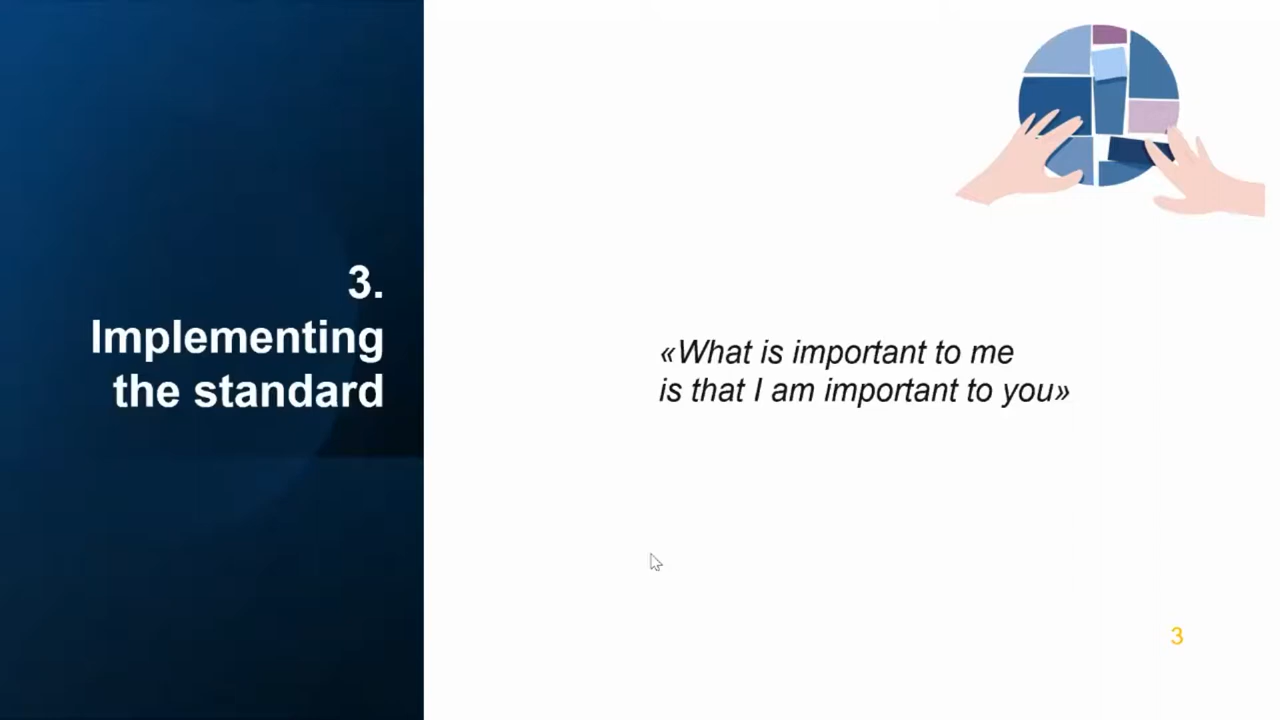 3.
Implementing
the standard
«What is important to me
is that I am important to you»
3